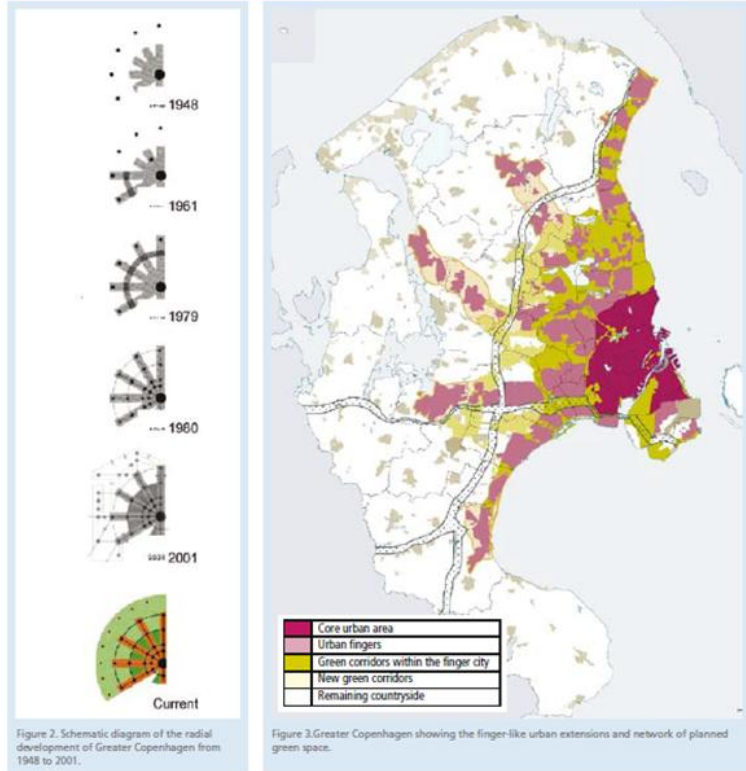 1948
1961
1979
1980
2001
Current
Figure 2. Schematic diagram of the radial
development of Greater Copenhagen from
1948 to 2001.
Core urban area
Urban fingers
Green corridors within the finger city
New green corridors
Remaining countryside
Figure 3.Greater Copenhagen showing the finger-like urban extensions and network of planned
green space.